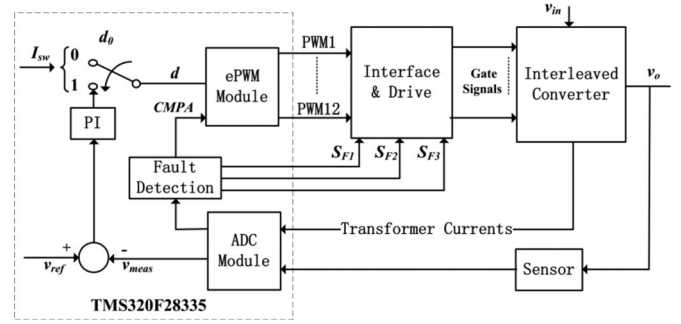 v_in
I_sw
0
1
d_0
d
PI
CMPA
ePWM
Module
PWM1
PWM12
Interface
& Drive
Gate
Signals
Interleaved
Converter
v_o
S_F1
S_F2
S_F3
Fault
Detection
ADC
Module
Transformer Currents
Sensor
+
-
v_ref
v_meas
TMS320F28335